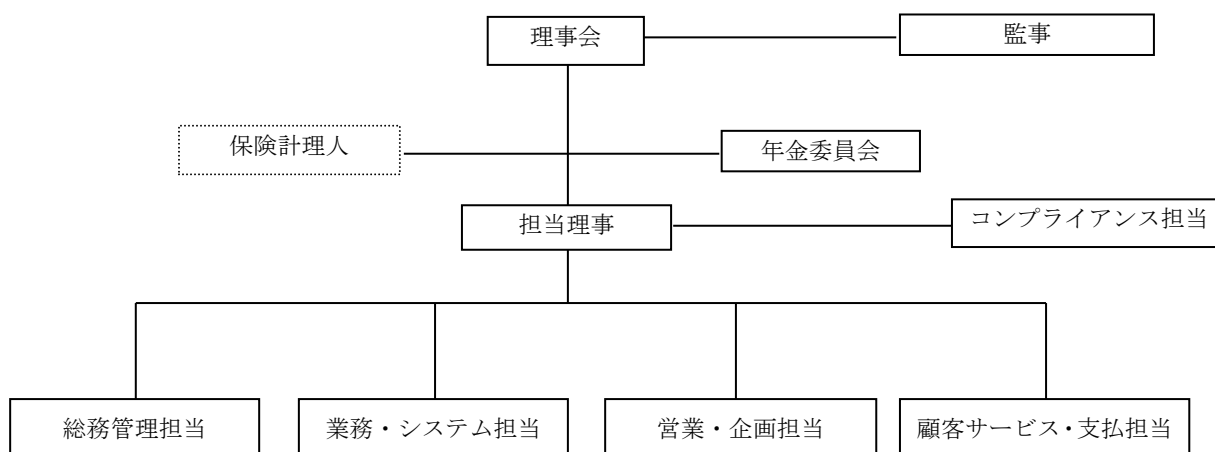 理事会
監事
保険計理人
年金委員会
担当理事
コンプライアンス担当
総務管理担当
業務・システム担当
営業・企画担当
顧客サービス・支払担当